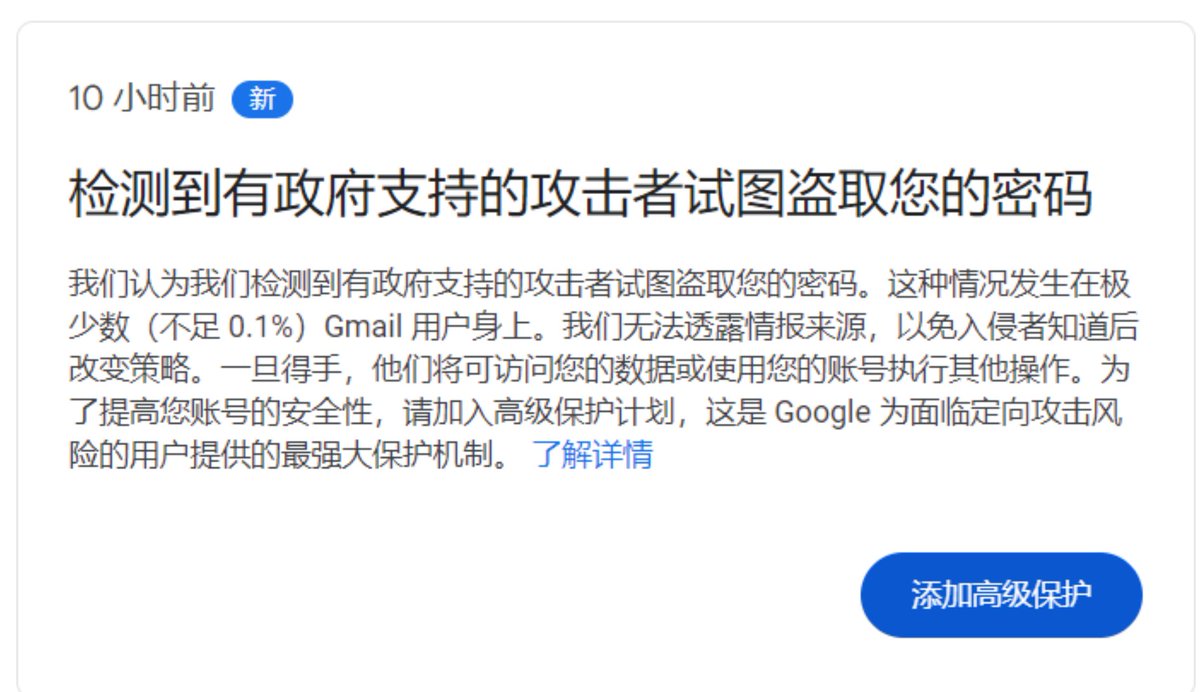 10 小时前 新
检测到有政府支持的攻击者试图盗取您的密码
我们认为我们检测到有政府支持的攻击者试图盗取您的密码。这种情况发生在极
少数（不足 0.1%）Gmail 用户身上。我们无法透露情报来源，以免入侵者知道后
改变策略。一旦得手，他们将可访问您的数据或使用您的账号执行其他操作。为
了提高您账号的安全性，请加入高级保护计划，这是 Google 为面临定向攻击风
险的用户提供的最强大保护机制。 了解详情
添加高级保护